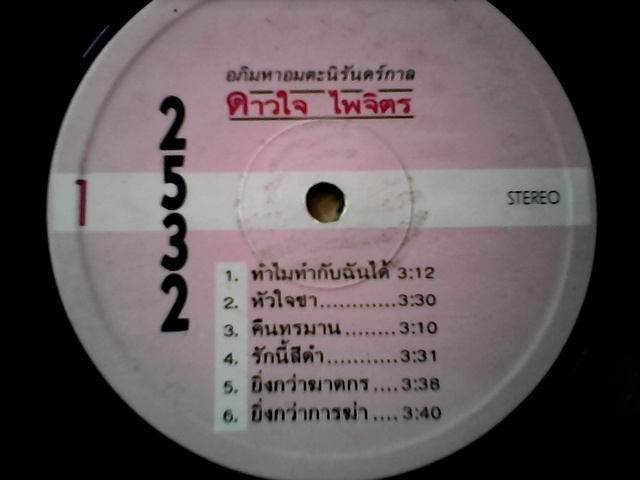 อภิมหาอมตะนิรันดร์กาล
ดาวใจ ไพจิตร
2532
1
STEREO
1. ทำไมทำกับฉันได้ 3:12
2. หัวใจชา............3:30
3. คืนทรมาน........3:10
4. รักนี้สีดำ...........3:31
5. ยิ่งกว่าฆาตกร....3:38
6. ยิ่งกว่าการฆ่า....3:40